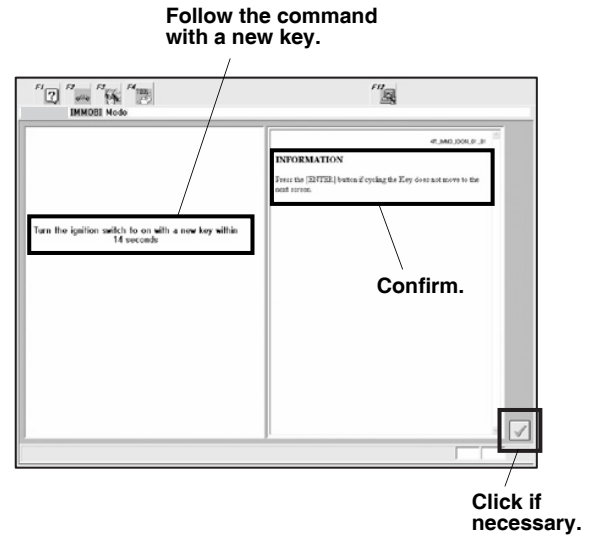 Follow the command
with a new key.
F1 F2 F3 F4 F12
?
IMMOBI Mode
INFORMATION
Press the [ENTER] button if cycling the Key does not move to the
next screen.
Turn the ignition switch to on with a new key within
14 seconds
Confirm.
Click if
necessary.